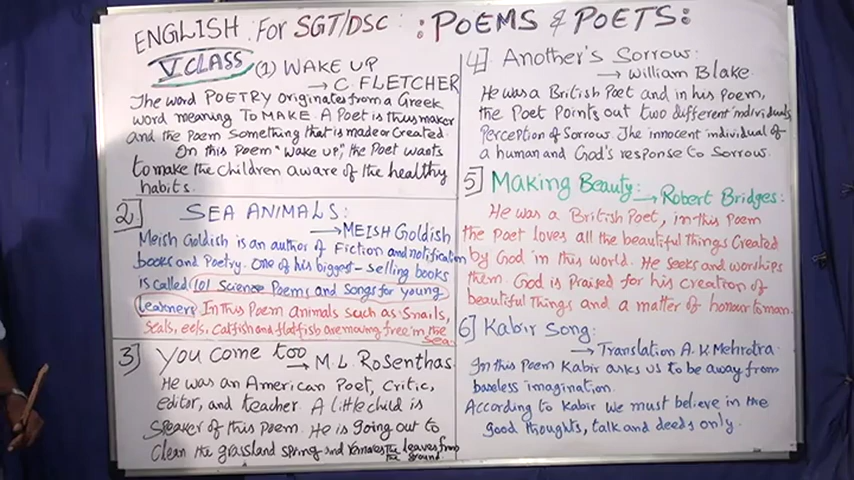 ENGLISH For SGT/DSC : :POEMS & POETS:
V CLASS (1) WAKE UP
→ C. FLETCHER
The word POETRY originates from a Greek
word meaning TO MAKE. A Poet is thus maker
and the Poem something that is made or Created.
In this Poem "Wake up", the Poet wants
to make the children aware of the healthy
habits.
2] SEA ANIMALS:
→ MEISH Goldish
Meish Goldish is an author of Fiction and notification
books and Poetry. One of his biggest-selling books
is called 101 Science Poems and Songs for young
Learners In this Poem animals such as snails,
seals, eels, catfish and flatfish are moving free in the
sea.
3] You come too
→ M.L. Rosenthas.
He was an American Poet, Critic,
editor, and teacher. A little child is
Speaker of this Poem. He is going out to
clean the grassland spring and removes the leaves from
the ground
4] Another's Sorrow:
→ William Blake
He was a British Poet and in his Poem,
the Poet Points out two different individuals
Perception of Sorrow. The innocent individual of
a human and God's response to Sorrow.
5] Making Beauty: → Robert Bridges:
He was a British Poet, in this Poem
the Poet loves all the beautiful Things Created
by God in this world. He seeks and worships
them. God is Praised for his creation of
beautiful Things and a matter of honour to man.
6] Kabir Song:
→ Translation A.K Mehrotra
In this Poem Kabir asks us to be away from
baseless imagination.
According to Kabir we must believe in the
good thoughts, talk and deeds only.